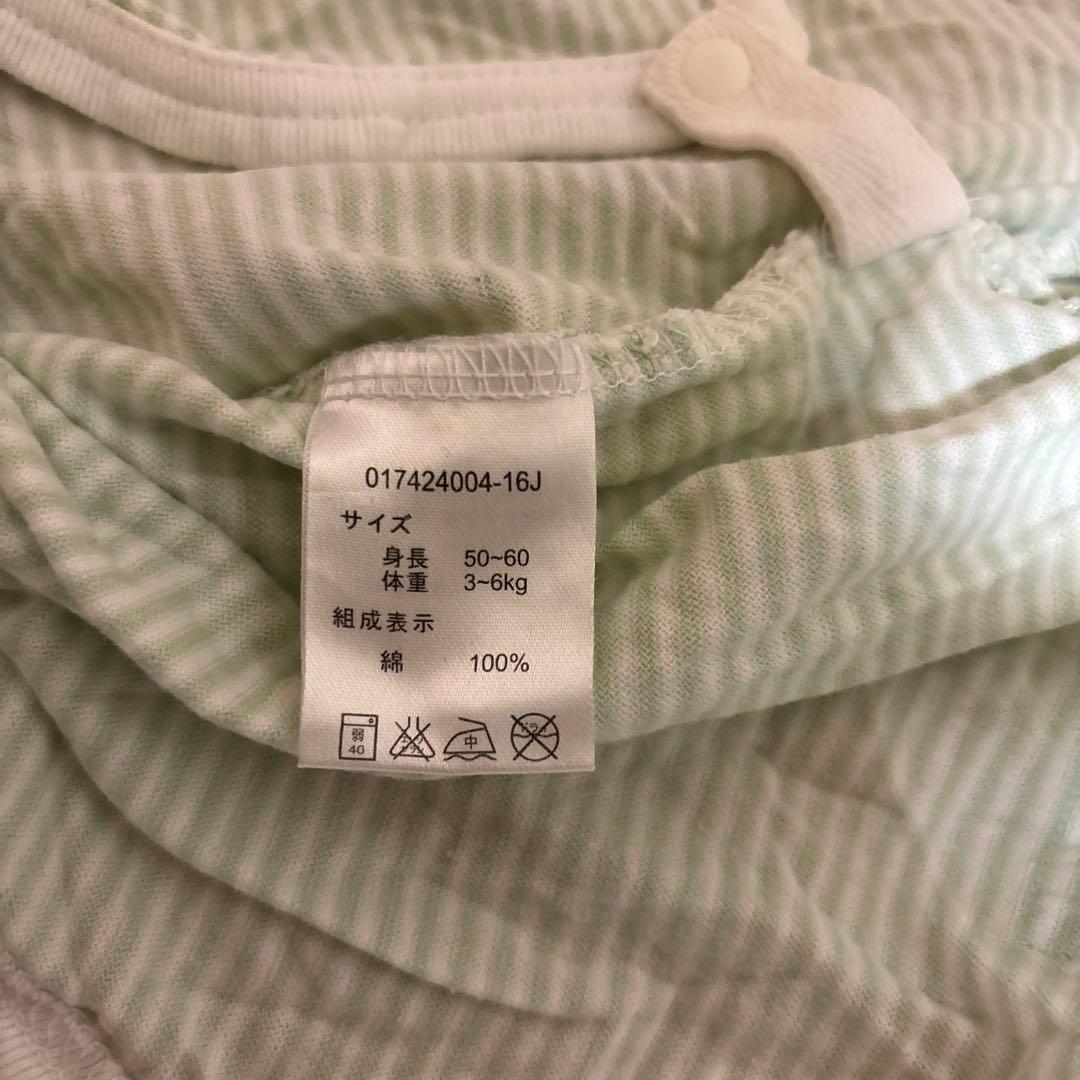 017424004-16J
サイズ
身長 50~60
体重 3~6kg
組成表示
綿 100%
弱 40
中